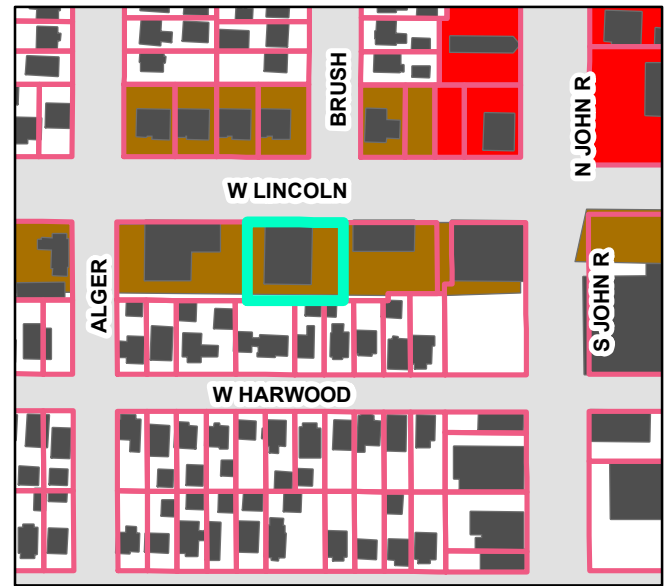 BRUSH
N JOHN R
W LINCOLN
ALGER
S JOHN R
W HARWOOD